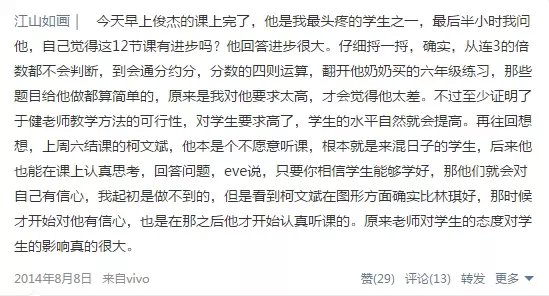 江山如画｜ 今天早上俊杰的课上完了，他是我最头疼的学生之一，最后半小时我问
他，自己觉得这12节课有进步吗？他回答进步很大。仔细捋一捋，确实，从连3的倍
数都不会判断，到会通分约分，分数的四则运算，翻开他奶奶买的六年级练习，那些
题目给他做都算简单的，原来是我对他要求太高，才会觉得他太差。不过至少证明了
于健老师教学方法的可行性，对学生要求高了，学生的水平自然就会提高。再往回想
想，上周六结课的柯文斌，他本是个不愿意听课，根本就是来混日子的学生，后来他
也能在课上认真思考，回答问题，eve说，只要你相信学生能够学好，那他们就会对
自己有信心，我起初是做不到的，但是看到柯文斌在图形方面确实比林琪好，那时候
才开始对他有信心，也是在那之后他才开始认真听课的。原来老师对学生的态度对学
生的影响真的很大。
2014年8月8日 来自vivo 赞(29) 评论(13) 转发 更多